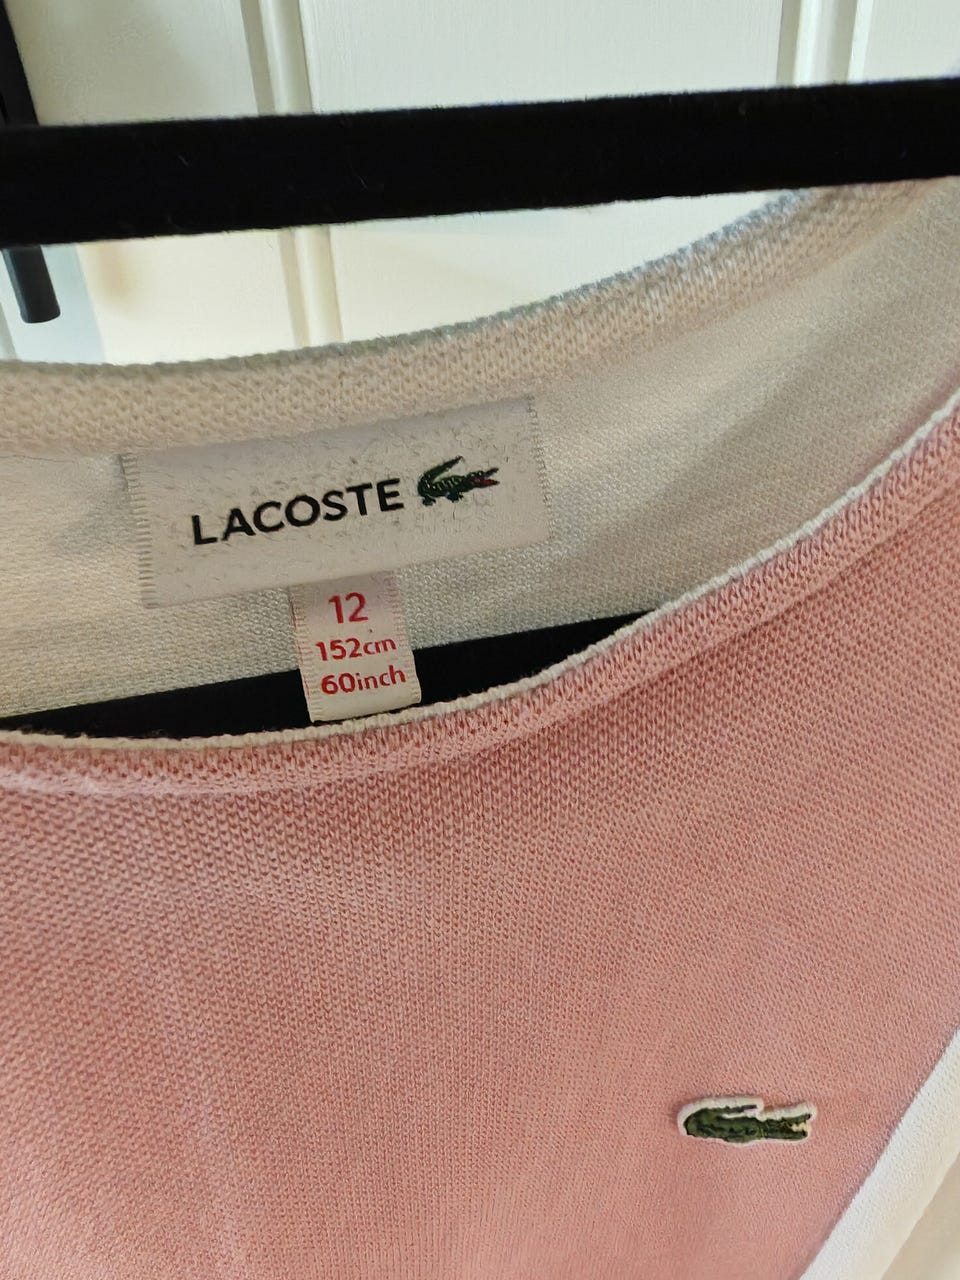 LACOSTE
12
152cm
60inch